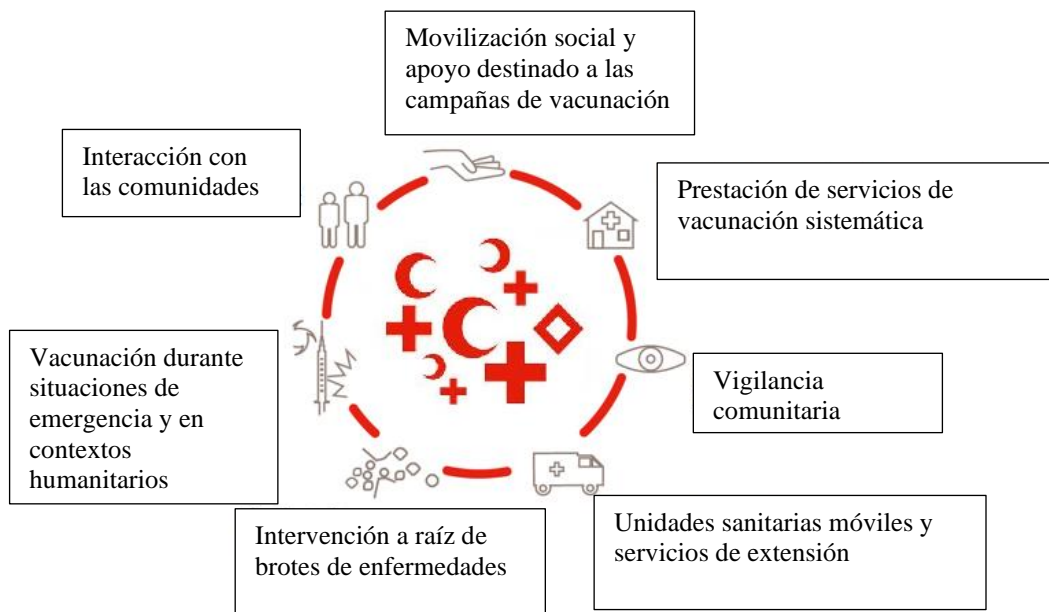 Movilización social y
apoyo destinado a las
campañas de vacunación
Interacción con
las comunidades
Prestación de servicios de
vacunación sistemática
Vacunación durante
situaciones de
emergencia y en
contextos
humanitarios
Vigilancia
comunitaria
Intervención a raíz de
brotes de enfermedades
Unidades sanitarias móviles y
servicios de extensión